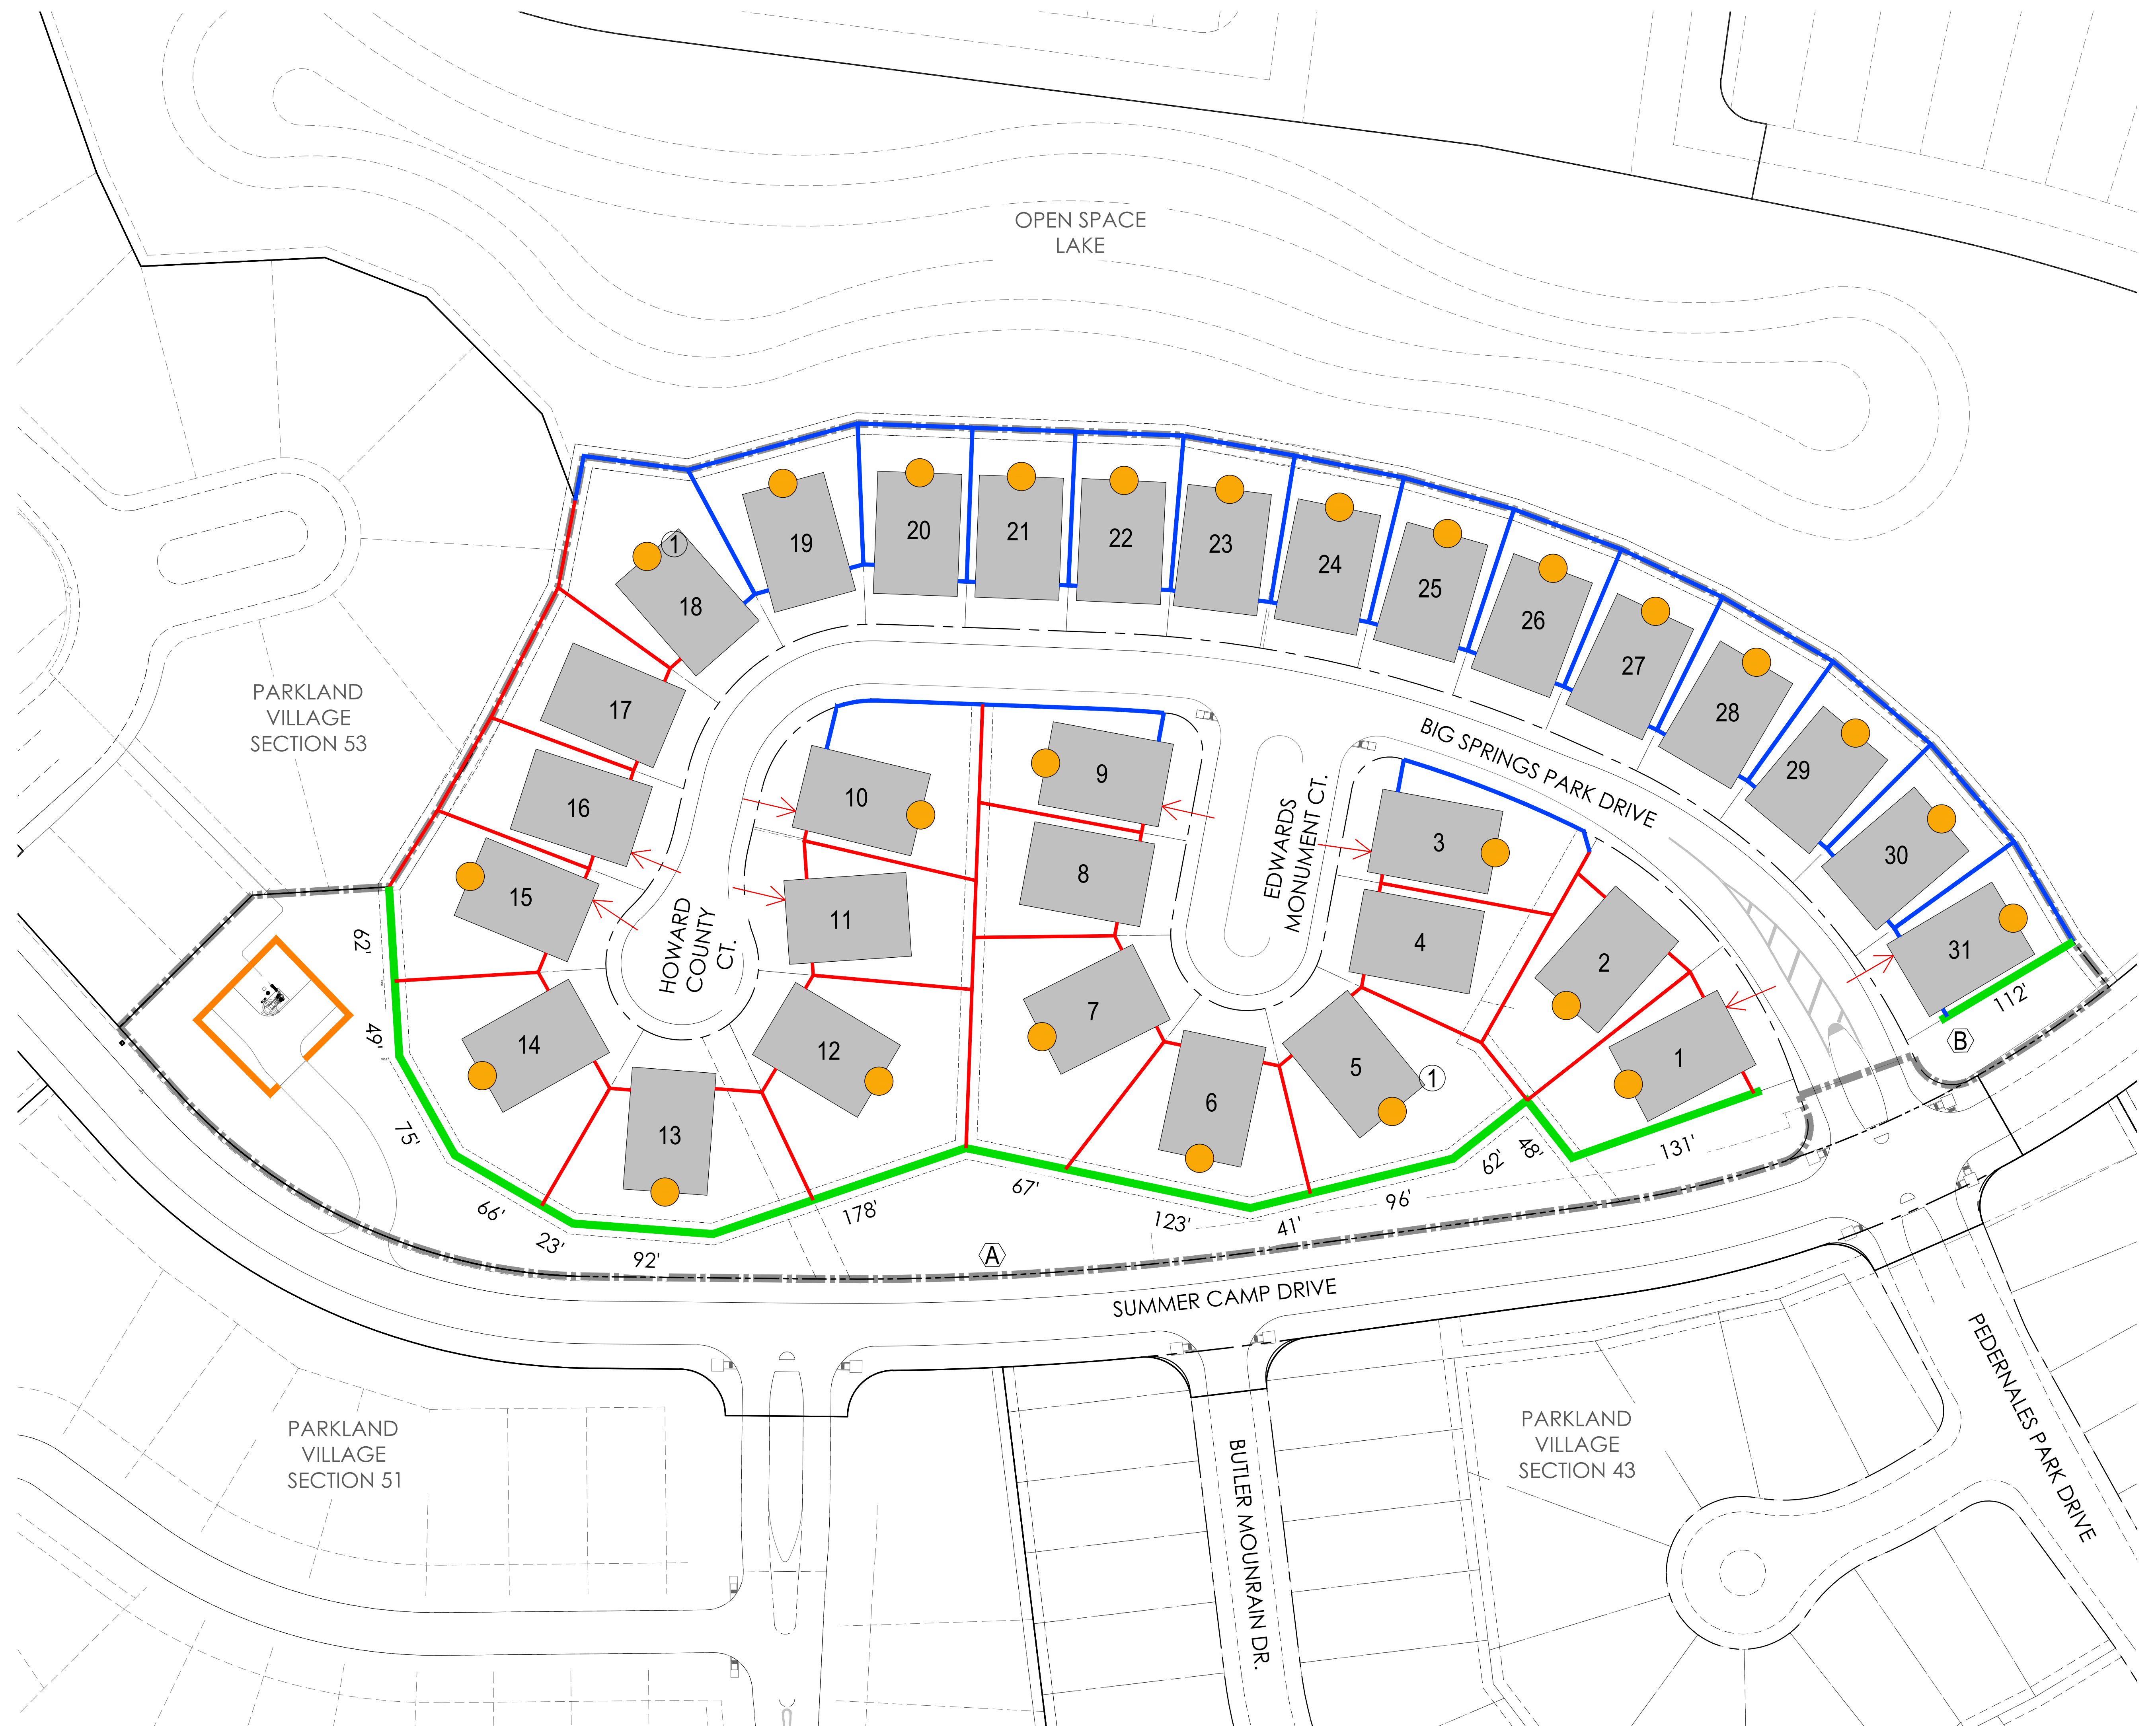 OPEN SPACE
LAKE
PARKLAND
VILLAGE
SECTION 53
1
18
19
20
21
22
23
24
25
26
27
28
29
30
31
17
16
15
14
13
12
11
10
9
8
7
6
5
1
4
3
2
1
HOWARD
COUNTY
CT.
EDWARDS
MONUMENT CT.
BIG SPRINGS PARK DRIVE
62'
49'
75'
66'
23'
92'
178'
67'
123'
41'
96'
62'
48'
131'
112'
A
B
SUMMER CAMP DRIVE
PARKLAND
VILLAGE
SECTION 51
BUTLER MOUNRAIN DR.
PARKLAND
VILLAGE
SECTION 43
PEDERNALES PARK DRIVE